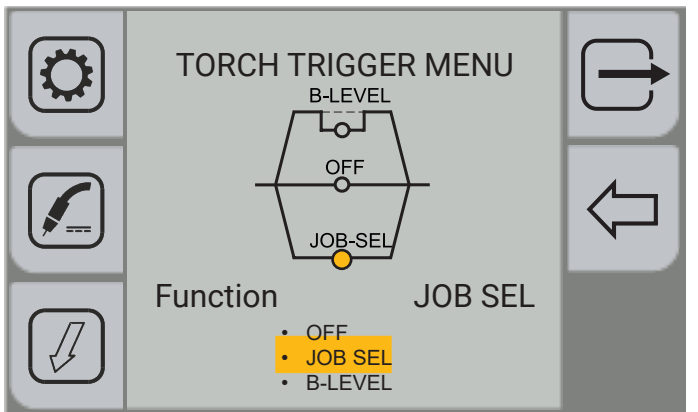 TORCH TRIGGER MENU
B-LEVEL
OFF
JOB-SEL
Function JOB SEL
• OFF
• JOB SEL
• B-LEVEL